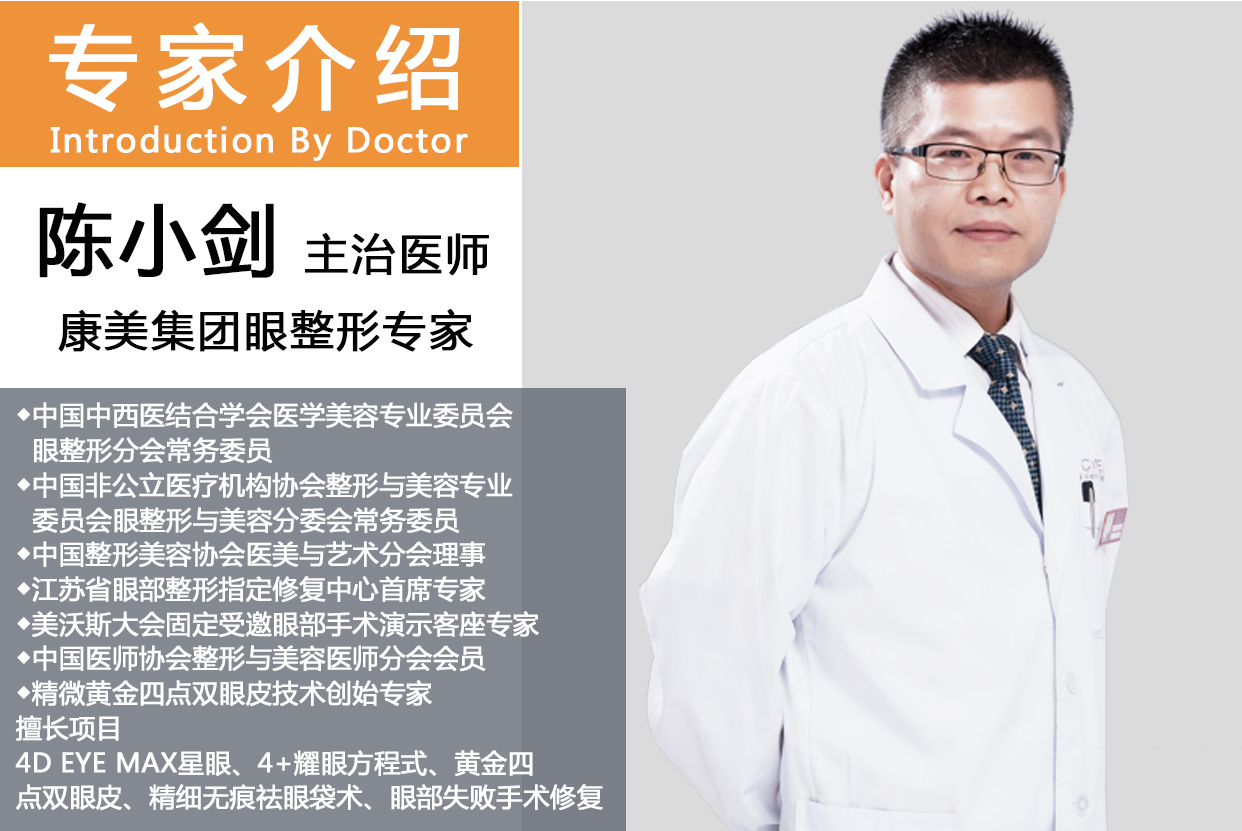 专家介绍
Introduction By Doctor
陈小剑 主治医师
康美集团眼整形专家
◆中国中西医结合学会医学美容专业委员会
眼整形分会常务委员
◆中国非公立医疗机构协会整形与美容专业
委员会眼整形与美容分委会常务委员
◆中国整形美容协会医美与艺术分会理事
◆江苏省眼部整形指定修复中心首席专家
◆美沃斯大会固定受邀眼部手术演示客座专家
◆中国医师协会整形与美容医师分会会员
◆精微黄金四点双眼皮技术创始专家
擅长项目
4D EYE MAX星眼、4+耀眼方程式、黄金四
点双眼皮、精细无痕祛眼袋术、眼部失败手术修复